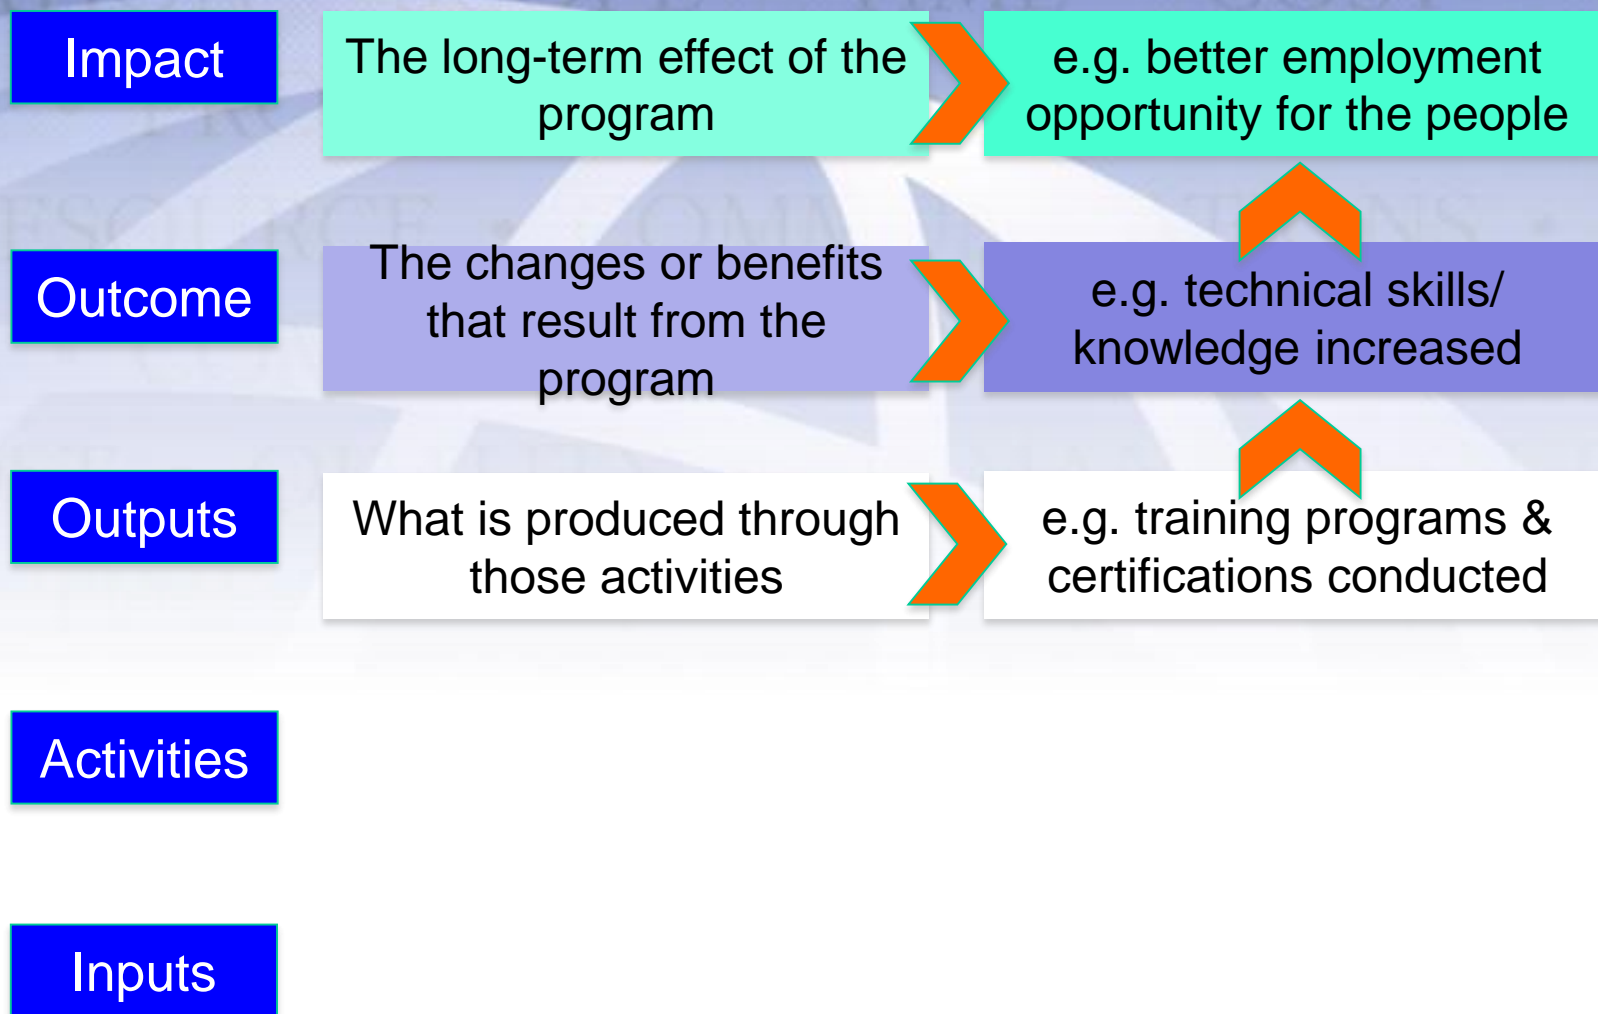 Impact
The long-term effect of the
program
e.g. better employment
opportunity for the people
Outcome
The changes or benefits
that result from the
program
e.g. technical skills/
knowledge increased
Outputs
What is produced through
those activities
e.g. training programs &
certifications conducted
Activities
Inputs